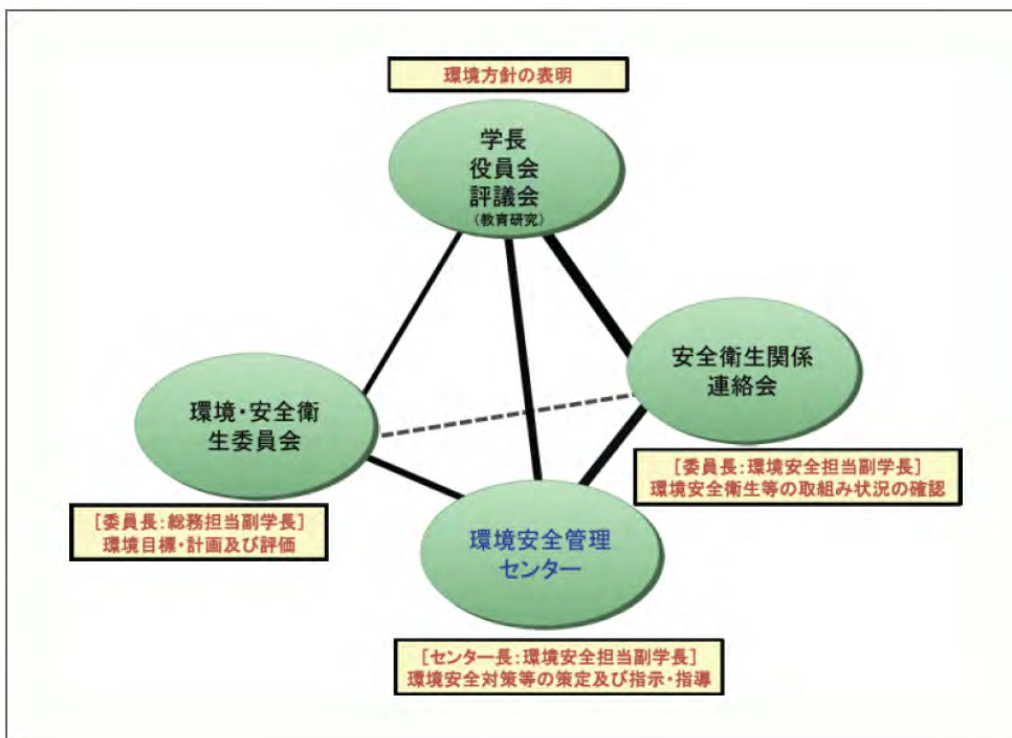 環境方針の表明
学長
役員会
評議会
（教育研究）
安全衛生関係
連絡会
環境・安全衛
生委員会
[委員長:環境安全担当副学長]
環境安全衛生等の取組み状況の確認
[委員長:総務担当副学長]
環境目標・計画及び評価
環境安全管理
センター
[センター長:環境安全担当副学長]
環境安全対策等の策定及び指示・指導